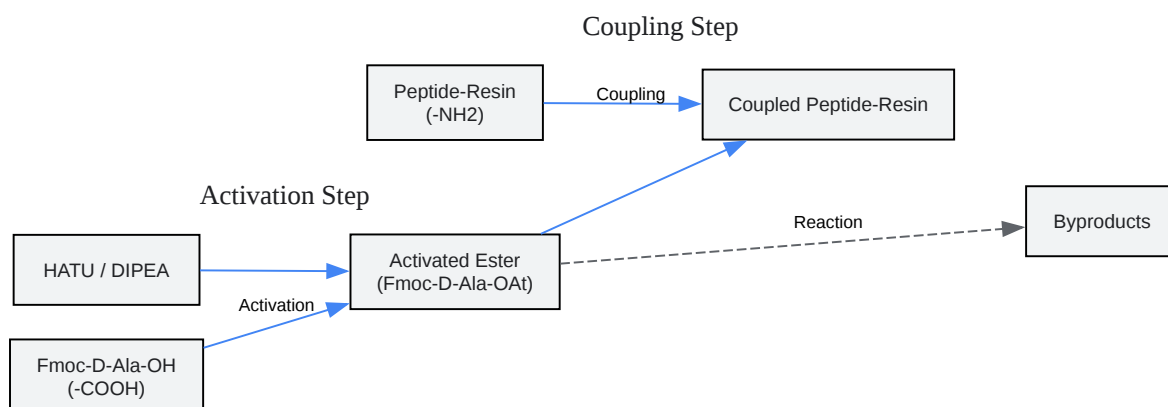 Coupling Step
Peptide-Resin
(-NH2)
Coupling
Coupled Peptide-Resin
Activation Step
HATU / DIPEA
Activated Ester
(Fmoc-D-Ala-OAt)
Reaction
Byproducts
Activation
Fmoc-D-Ala-OH
(-COOH)